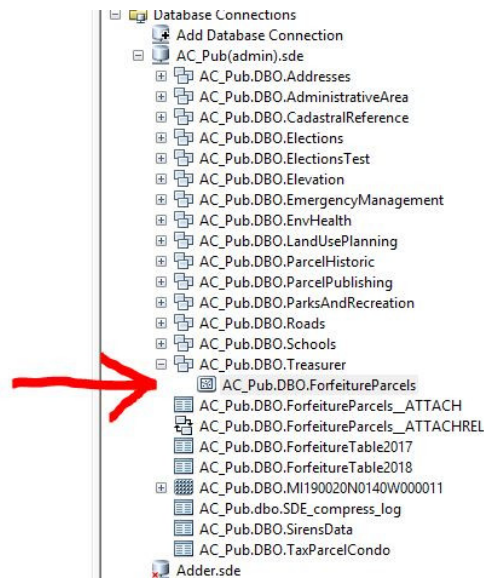 Database Connections
Add Database Connection
AC_Pub(admin).sde
AC_Pub.DBO.Addresses
AC_Pub.DBO.AdministrativeArea
AC_Pub.DBO.CadastralReference
AC_Pub.DBO.Elections
AC_Pub.DBO.ElectionsTest
AC_Pub.DBO.Elevation
AC_Pub.DBO.EmergencyManagement
AC_Pub.DBO.EnvHealth
AC_Pub.DBO.LandUsePlanning
AC_Pub.DBO.ParcelHistoric
AC_Pub.DBO.ParcelPublishing
AC_Pub.DBO.ParksAndRecreation
AC_Pub.DBO.Roads
AC_Pub.DBO.Schools
AC_Pub.DBO.Treasurer
AC_Pub.DBO.ForfeitureParcels
AC_Pub.DBO.ForfeitureParcels__ATTACH
AC_Pub.DBO.ForfeitureParcels__ATTACHREL
AC_Pub.DBO.ForfeitureTable2017
AC_Pub.DBO.ForfeitureTable2018
AC_Pub.DBO.MI190020N0140W000011
AC_Pub.dbo.SDE_compress_log
AC_Pub.DBO.SirensData
AC_Pub.DBO.TaxParcelCondo
Adder.sde